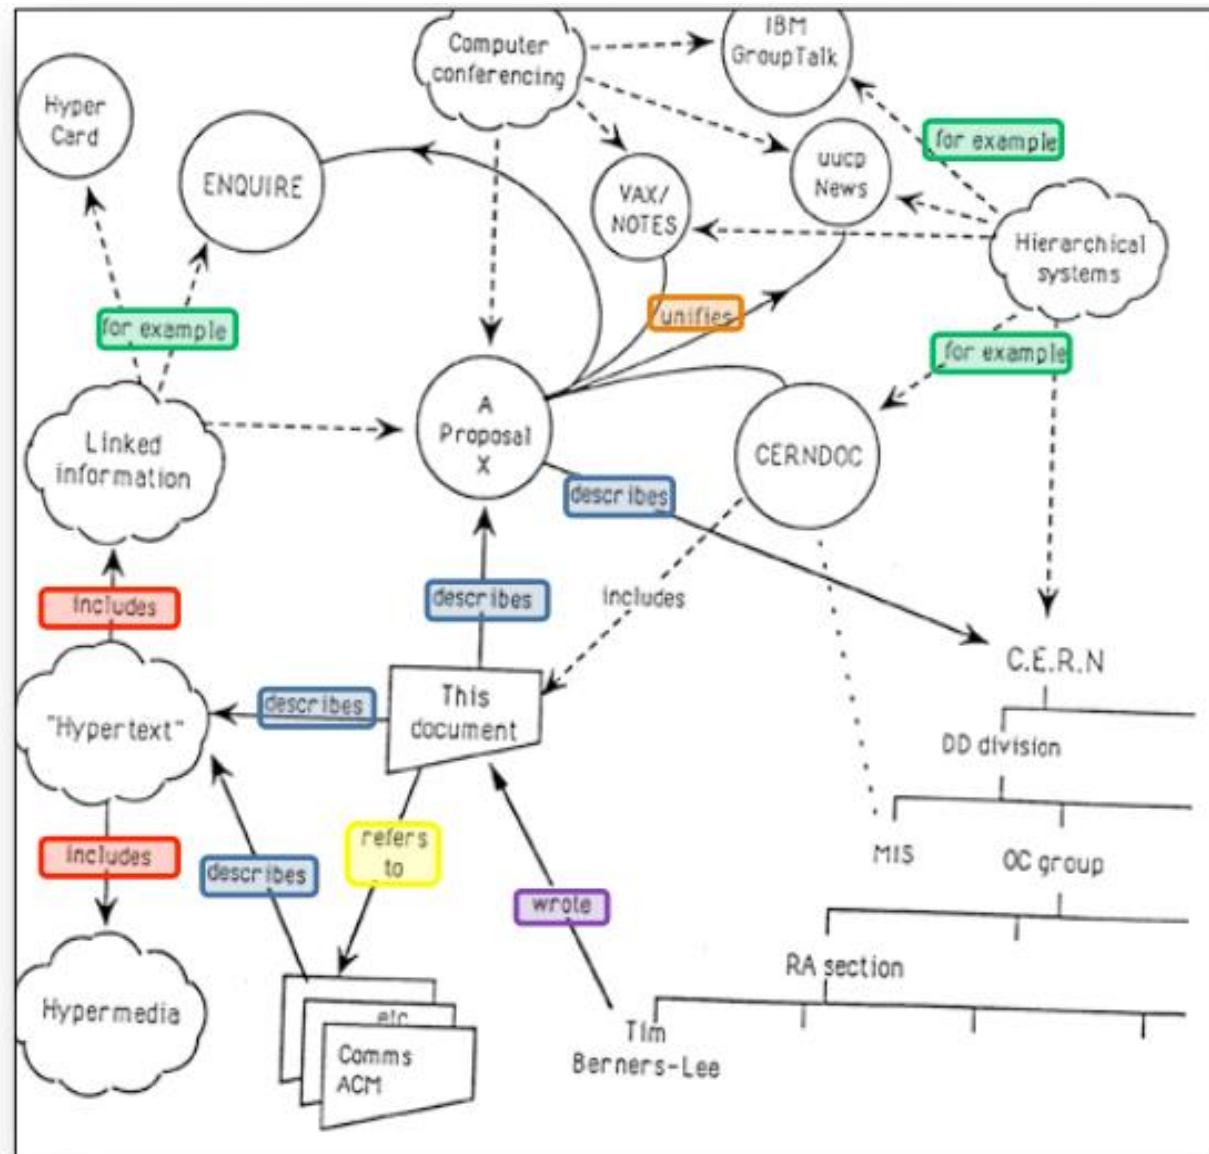 Computer
conferencing
IBM
GroupTalk
Hyper
Card
ENQUIRE
for example
uucp
News
VAX/
NOTES
Hierarchical
systems
for example
unifies
for example
A
Proposal
X
Linked
information
CERNDOC
describes
includes
describes
includes
C.E.R.N
This
document
describes
"Hypertext"
DD division
includes
refers
to
describes
MIS
OC group
wrote
RA section
Hypermedia
etc
Tim
Berners-Lee
Comms
ACM